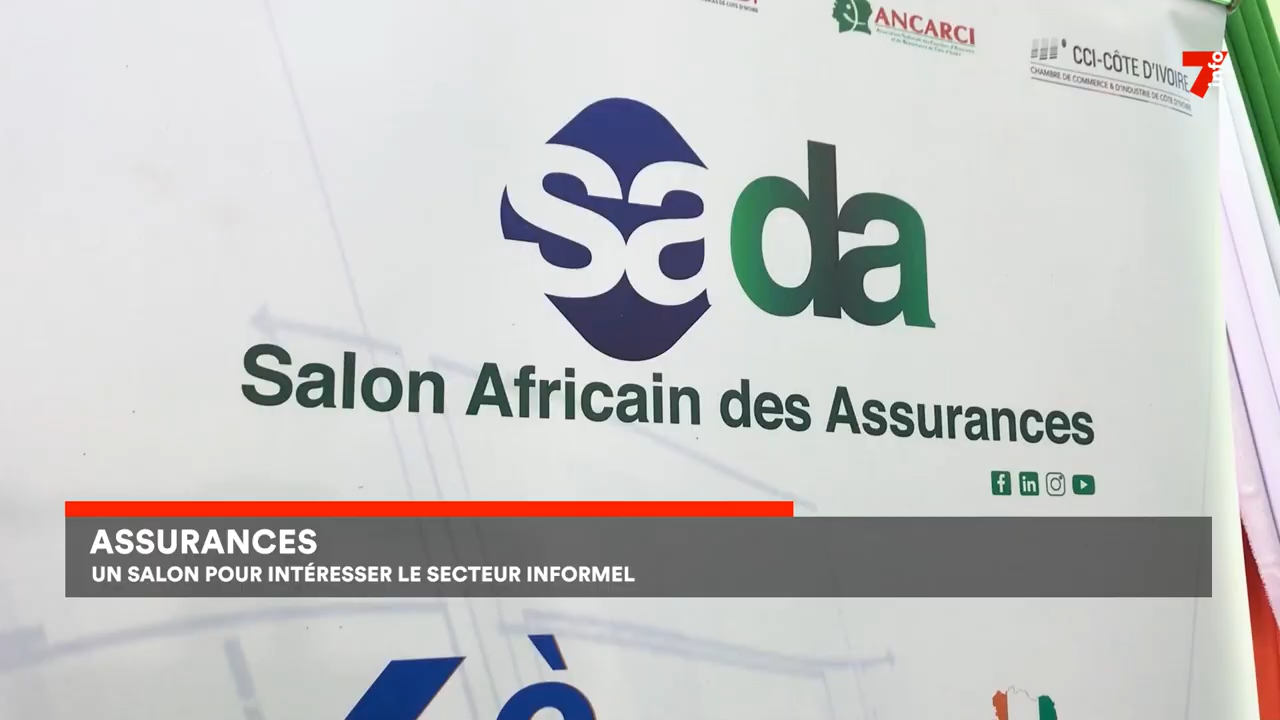 ANCARCI
CCI-CÔTE D'IVOIRE
CHAMBRE DE COMMERCE & D'INDUSTRIE DE CÔTE D'IVOIRE
7info
sada
Salon Africain des Assurances
ASSURANCES
UN SALON POUR INTÉRESSER LE SECTEUR INFORMEL